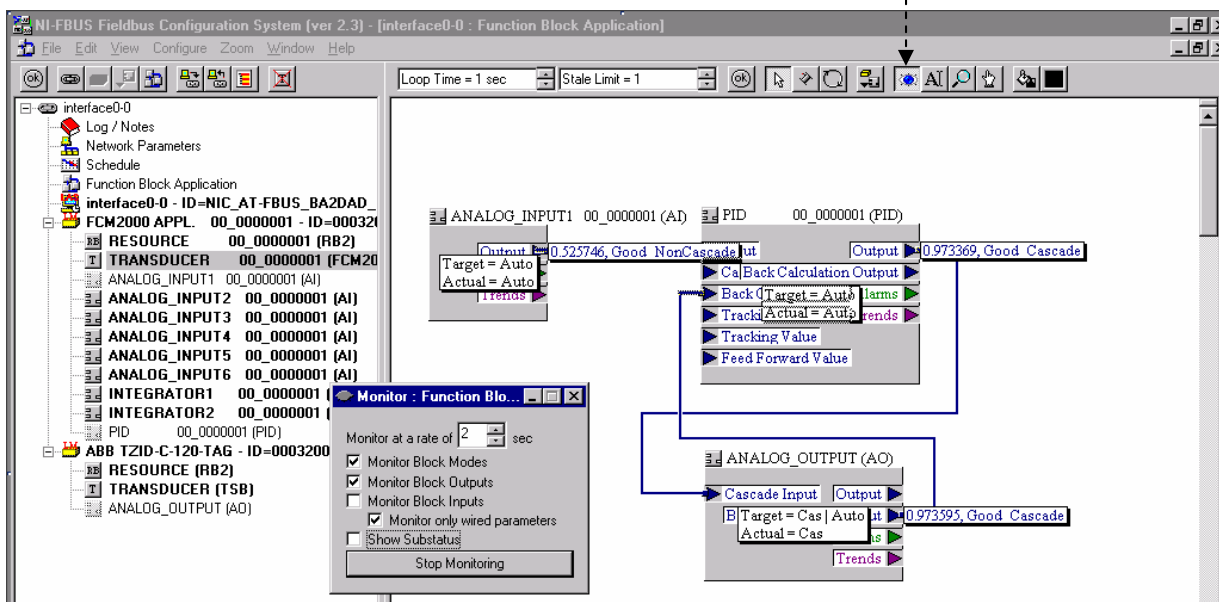 NI-FBUS Fieldbus Configuration System (ver 2.3) - [interface0-0 : Function Block Application]
File Edit View Configure Zoom Window Help
Loop Time = 1 sec
Stale Limit = 1
interface0-0
Log / Notes
Network Parameters
Schedule
Function Block Application
interface0-0 - ID=NIC_AT-FBUS_BA2DAD_
FCM2000 APPL. 00_0000001 - ID=00032
RESOURCE 00_0000001 (RB2)
TRANSDUCER 00_0000001 (FCM20
ANALOG_INPUT1 00_0000001 (AI)
ANALOG_INPUT2 00_0000001 (AI)
ANALOG_INPUT3 00_0000001 (AI)
ANALOG_INPUT4 00_0000001 (AI)
ANALOG_INPUT5 00_0000001 (AI)
ANALOG_INPUT6 00_0000001 (AI)
INTEGRATOR1 00_0000001 (
INTEGRATOR2 00_0000001 (
PID 00_0000001 (PID)
ABB TZID-C-120-TAG - ID=0003200
RESOURCE (RB2)
TRANSDUCER (TSB)
ANALOG_OUTPUT (AO)
ANALOG_INPUT1 00_0000001 (AI)
Output
0.525746, Good NonCascade
Target = Auto
Actual = Auto
Trends
PID 00_0000001 (PID)
ut
Output
0.973369, Good Cascade
Ca
Back Calculation Output
Back C
Target = Auto
larms
Tracki
Actual = Auto
rends
Tracking Value
Feed Forward Value
Monitor : Function Blo...
Monitor at a rate of 2 sec
Monitor Block Modes
Monitor Block Outputs
Monitor Block Inputs
Monitor only wired parameters
Show Substatus
Stop Monitoring
ANALOG_OUTPUT (AO)
Cascade Input
Output
B
Target = Cas | Auto
ut
0.973595, Good Cascade
Actual = Cas
ns
Trends